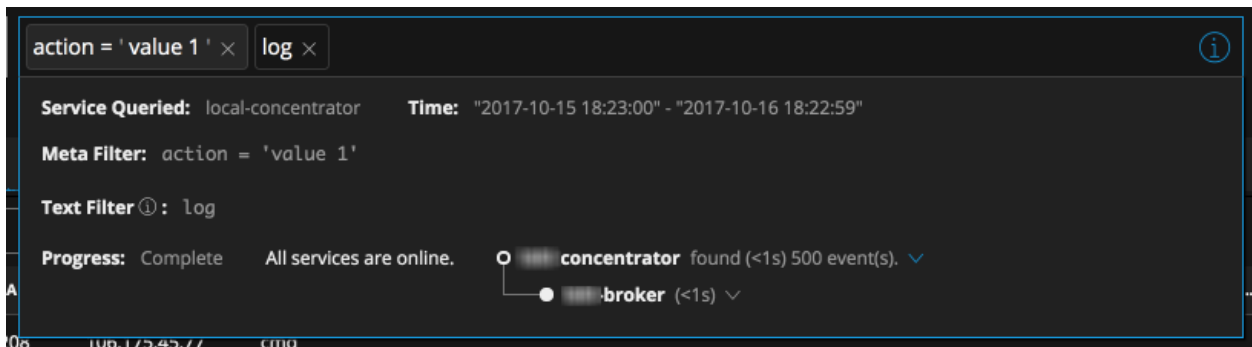 action = ' value 1 ' × log ×
Service Queried: local-concentrator Time: "2017-10-15 18:23:00" - "2017-10-16 18:22:59"
Meta Filter: action = 'value 1'
Text Filter ⓘ : log
Progress: Complete All services are online. concentrator found (<1s) 500 event(s).
A -broker (<1s)